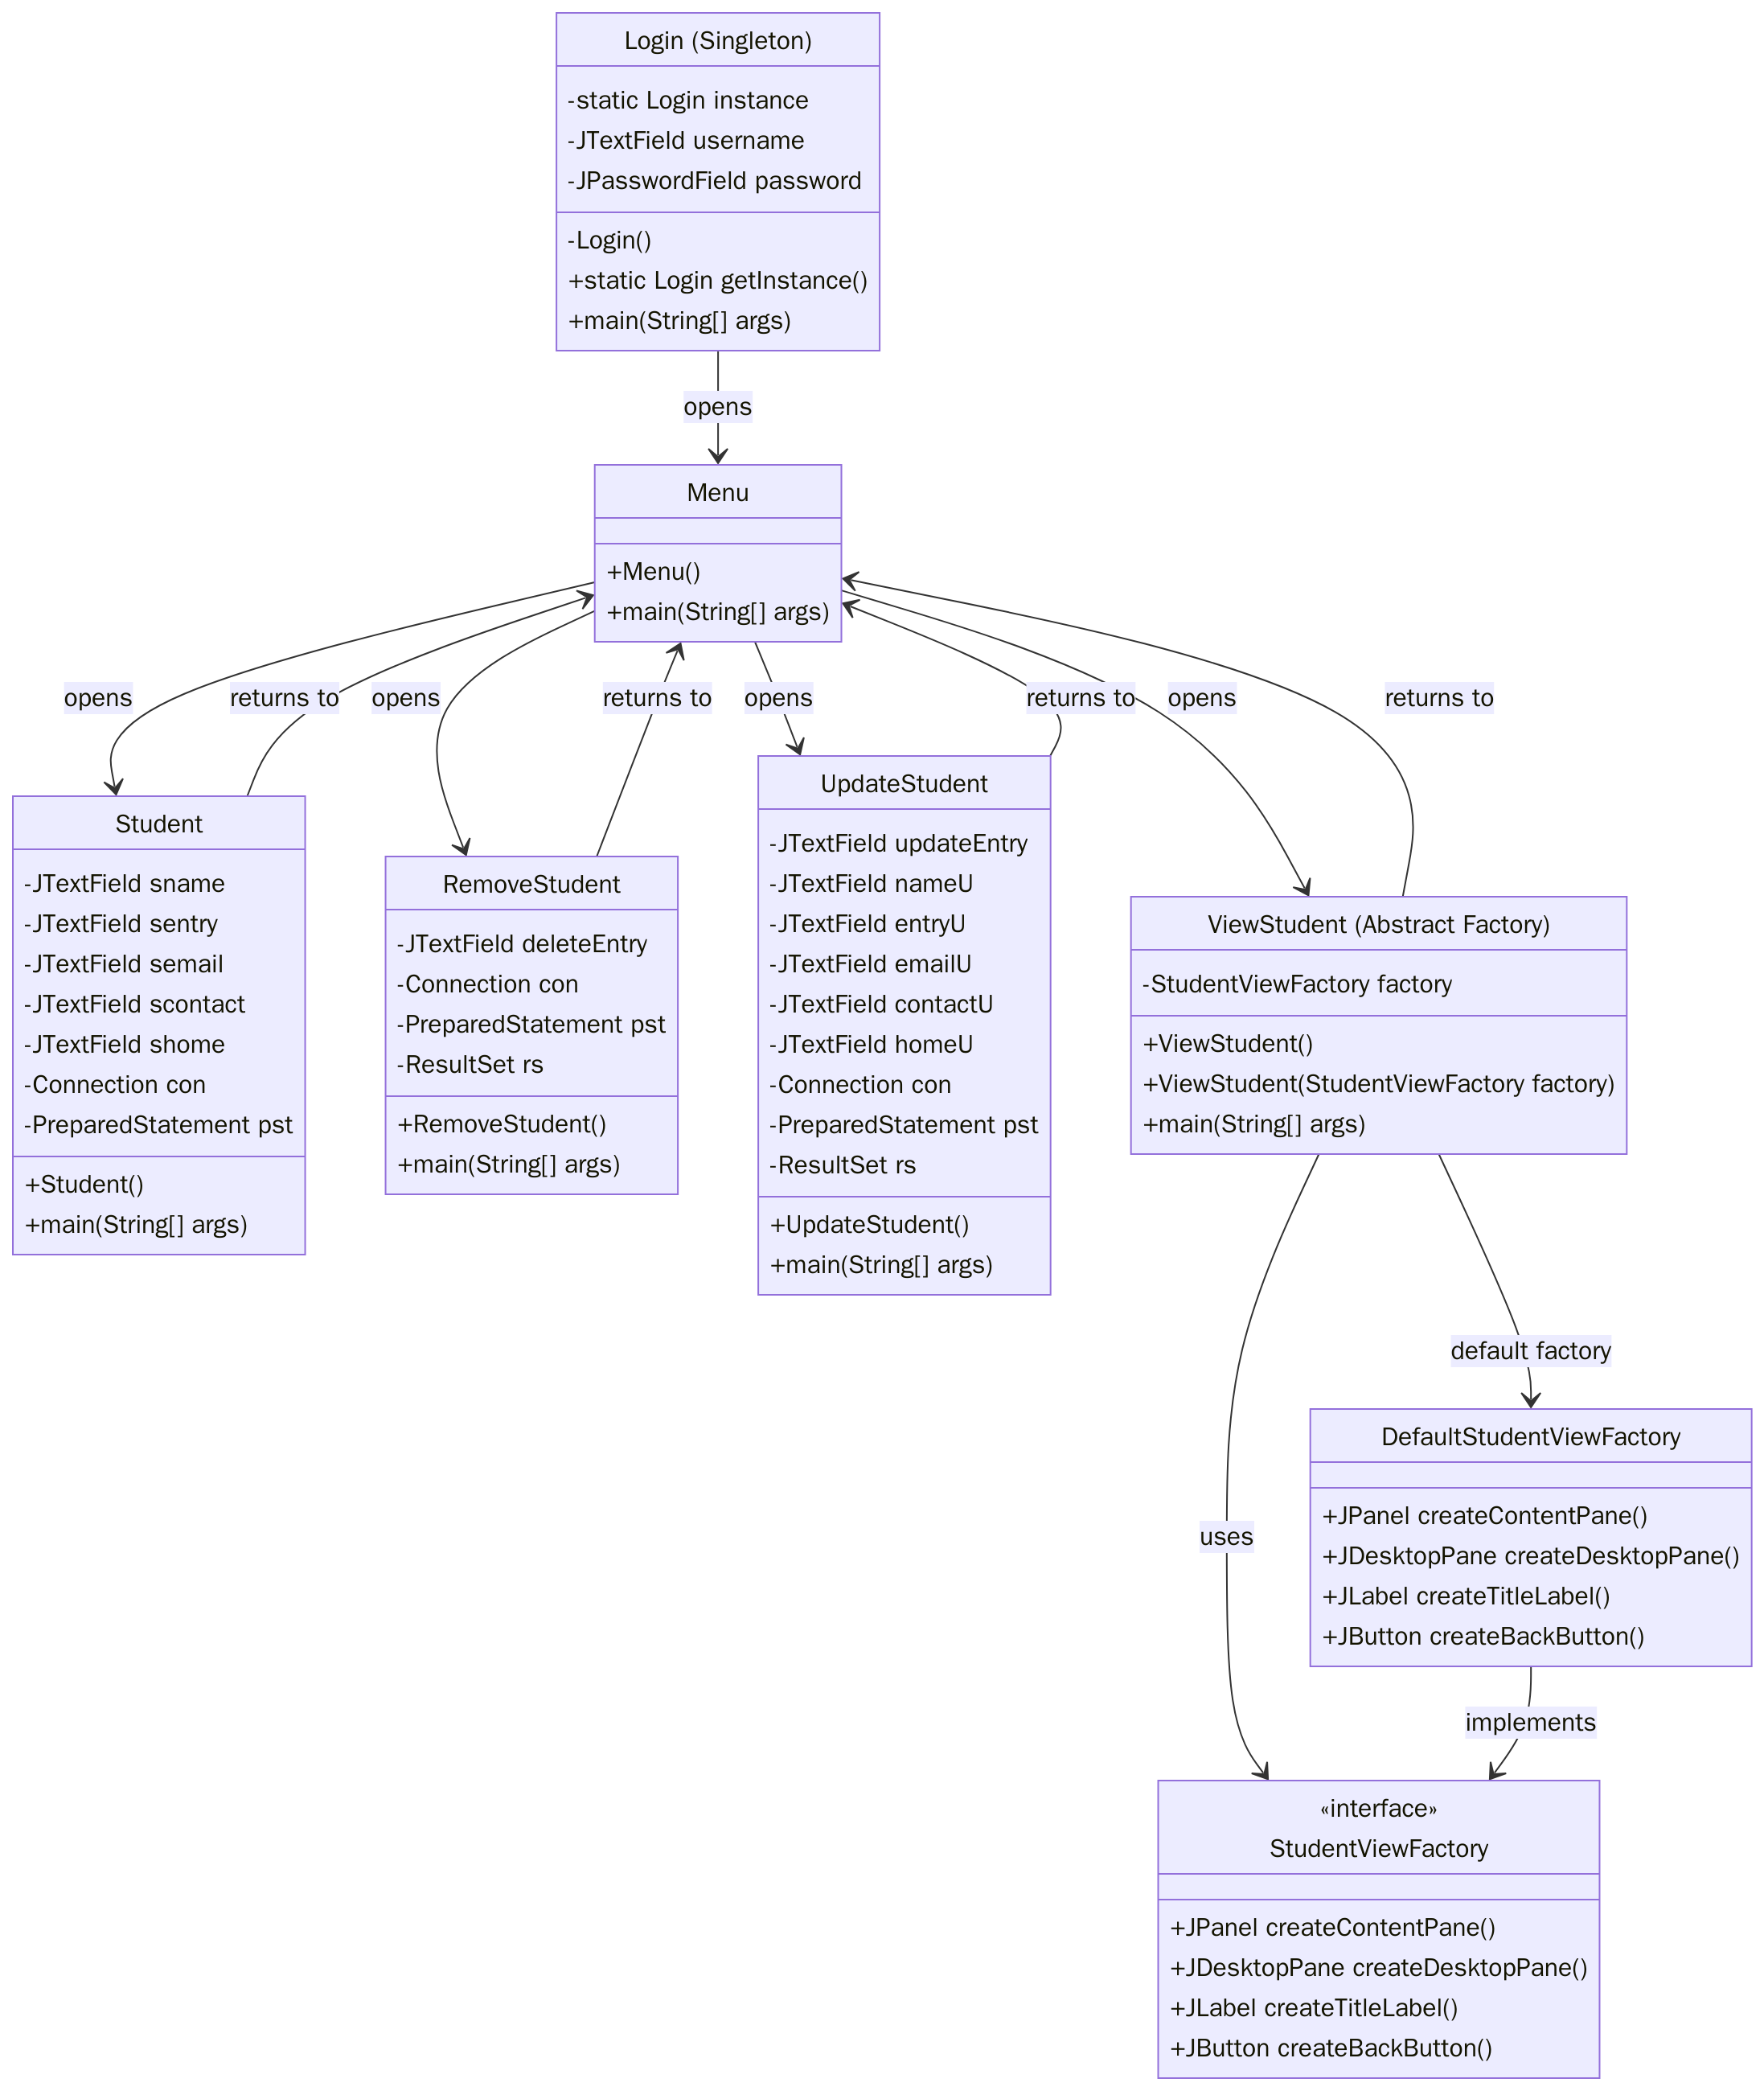 Login (Singleton)
-static Login instance
-JTextField username
-JPasswordField password
-Login()
+static Login getInstance()
+main(String[] args)
opens
Menu
+Menu()
+main(String[] args)
opens
returns to
opens
returns to
opens
returns to
opens
returns to
Student
-JTextField sname
-JTextField sentry
-JTextField semail
-JTextField scontact
-JTextField shome
-Connection con
-PreparedStatement pst
+Student()
+main(String[] args)
RemoveStudent
-JTextField deleteEntry
-Connection con
-PreparedStatement pst
-ResultSet rs
+RemoveStudent()
+main(String[] args)
UpdateStudent
-JTextField updateEntry
-JTextField nameU
-JTextField entryU
-JTextField emailU
-JTextField contactU
-JTextField homeU
-Connection con
-PreparedStatement pst
-ResultSet rs
+UpdateStudent()
+main(String[] args)
ViewStudent (Abstract Factory)
-StudentViewFactory factory
+ViewStudent()
+ViewStudent(StudentViewFactory factory)
+main(String[] args)
default factory
uses
DefaultStudentViewFactory
+JPanel createContentPane()
+JDesktopPane createDesktopPane()
+JLabel createTitleLabel()
+JButton createBackButton()
implements
«interface»
StudentViewFactory
+JPanel createContentPane()
+JDesktopPane createDesktopPane()
+JLabel createTitleLabel()
+JButton createBackButton()